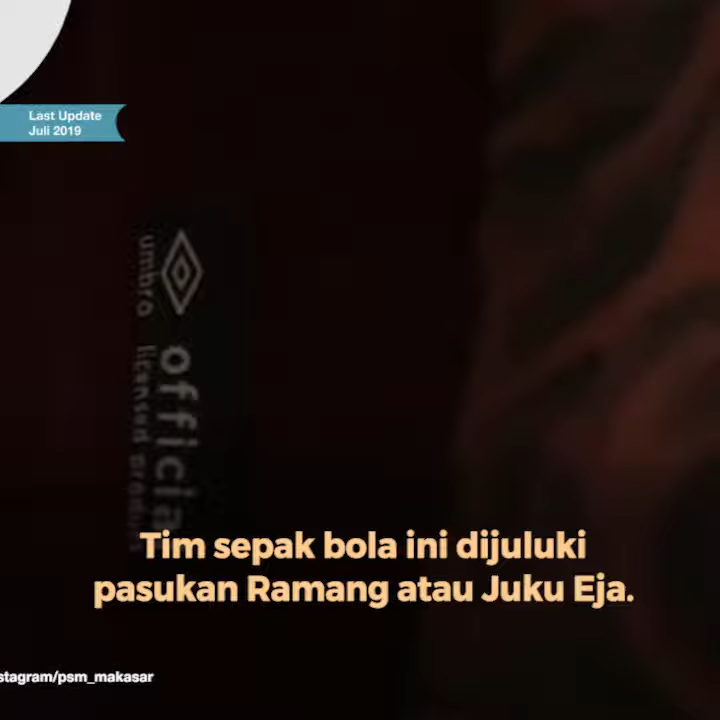 Last Update
Juli 2019
umbro official
licensed product
Tim sepak bola ini dijuluki
pasukan Ramang atau Juku Eja.
stagram/psm_makasar